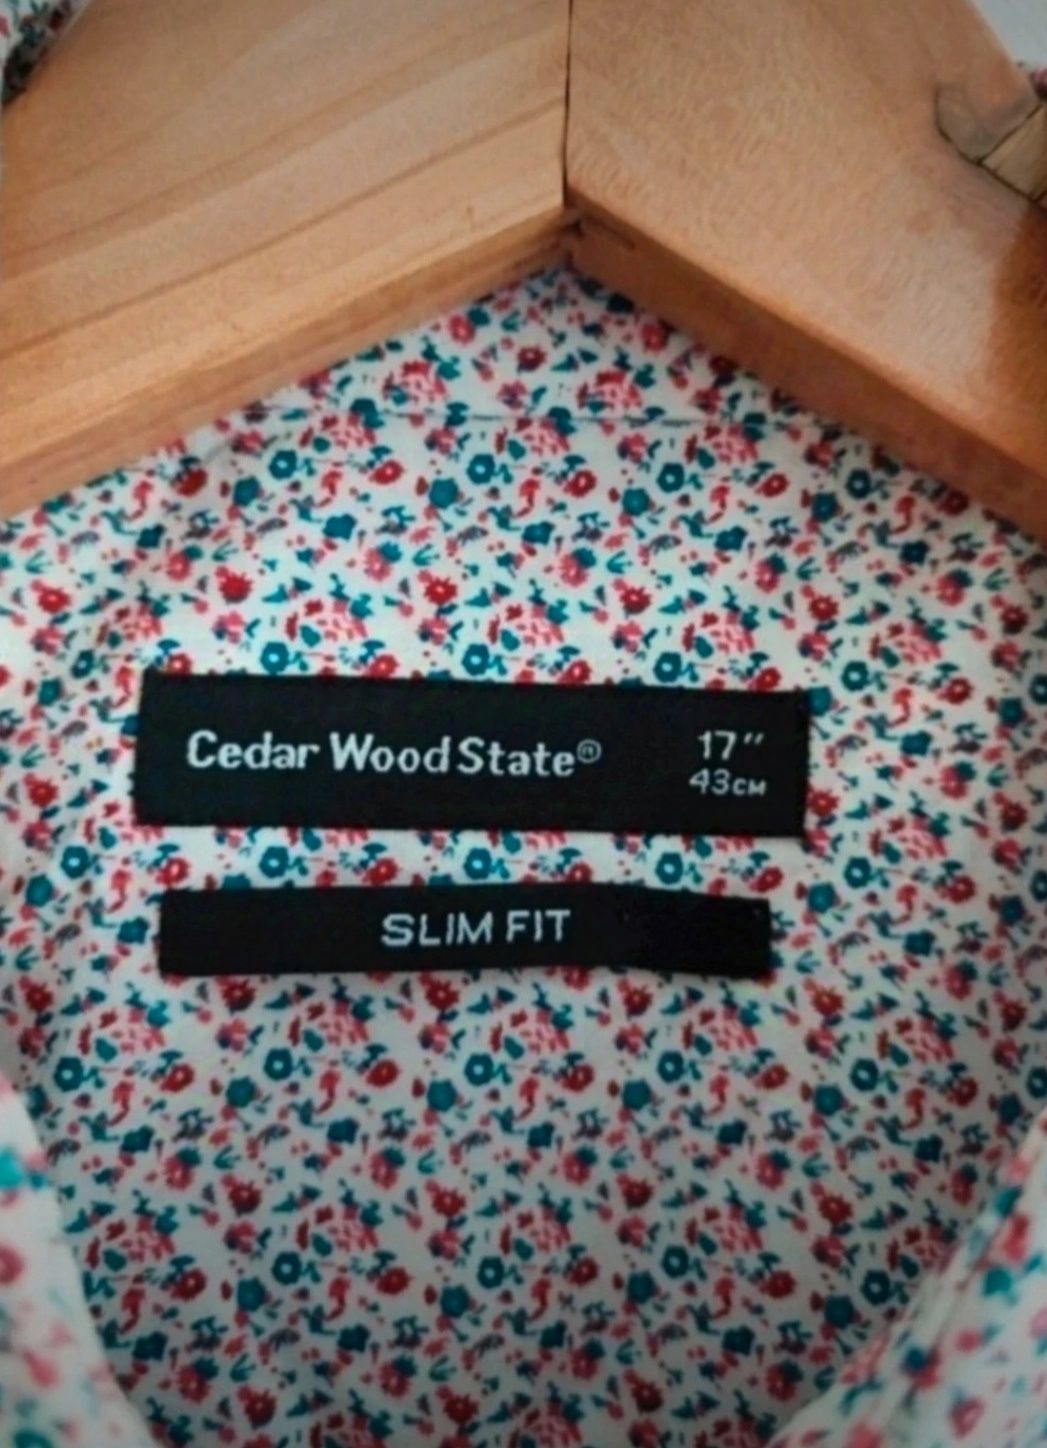 Cedar Wood State® 17"
43CM
SLIM FIT